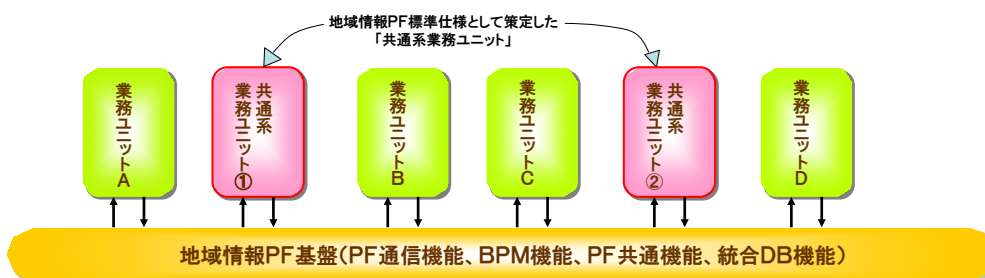 地域情報PF標準仕様として策定した
「共通系業務ユニット」
業務ユニットA
共通系
業務ユニット①
業務ユニットB
業務ユニットC
共通系
業務ユニット②
業務ユニットD
地域情報PF基盤(PF通信機能、BPM機能、PF共通機能、統合DB機能)